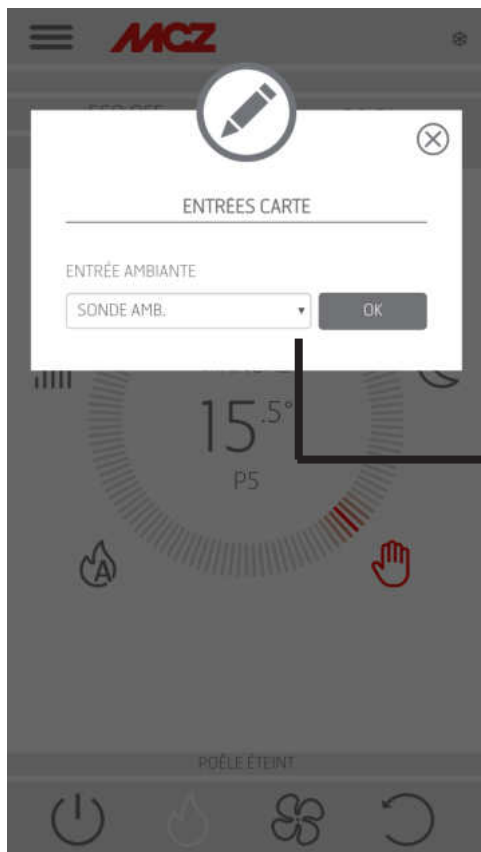 MCZ
ENTRÉES CARTE
ENTRÉE AMBIANTE
SONDE AMB.
OK
15.5°
P5
A
POÊLE ÉTEINT